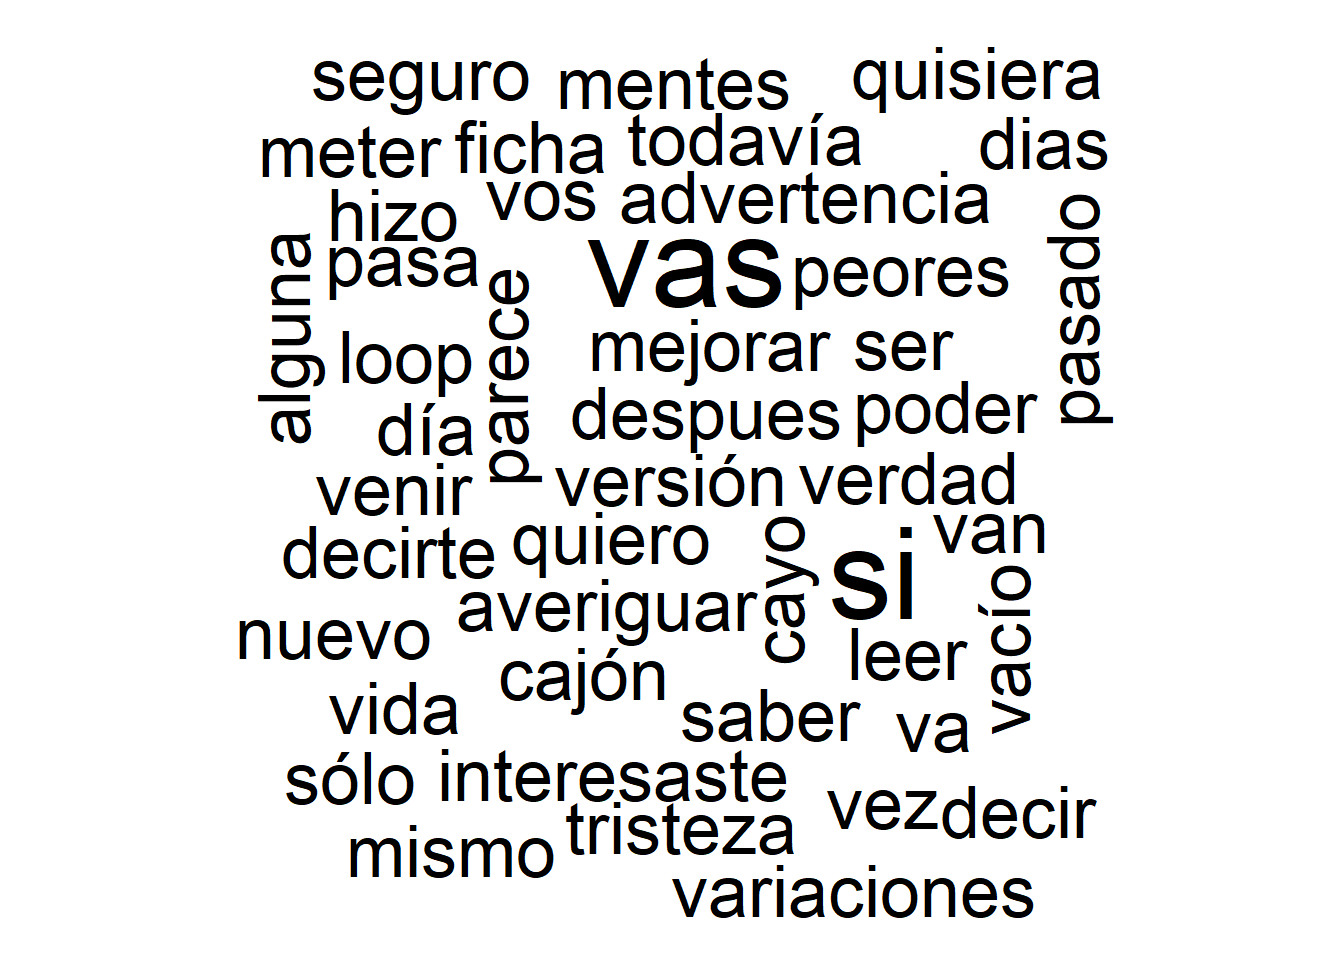 seguro mentes quisiera
meter ficha todavía dias
hizo vos advertencia
pasa vas peores
alguna parece pasado
loop mejorar ser
día despues poder
venir versión verdad
decirte quiero cayo si van
nuevo averiguar vacío
cajón leer
vida saber va
sólo interesaste vez decir
mismo tristeza
variaciones